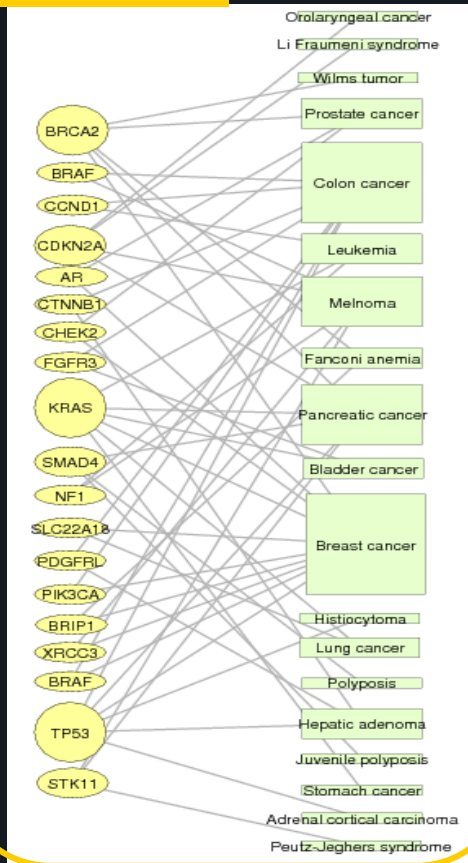 BRCA2
BRAF
CCND1
CDKN2A
AR
CTNNB1
CHEK2
FGFR3
KRAS
SMAD4
NF1
SLC22A18
PDGFRL
PIK3CA
BRIP1
XRCC3
BRAF
TP53
STK11
Orolaryngeal cancer
Li Fraumeni syndrome
Wilms tumor
Prostate cancer
Colon cancer
Leukemia
Melnoma
Fanconi anemia
Pancreatic cancer
Bladder cancer
Breast cancer
Histiocytoma
Lung cancer
Polyposis
Hepatic adenoma
Juvenile polyposis
Stomach cancer
Adrenal cortical carcinoma
Peutz-Jeghers syndrome